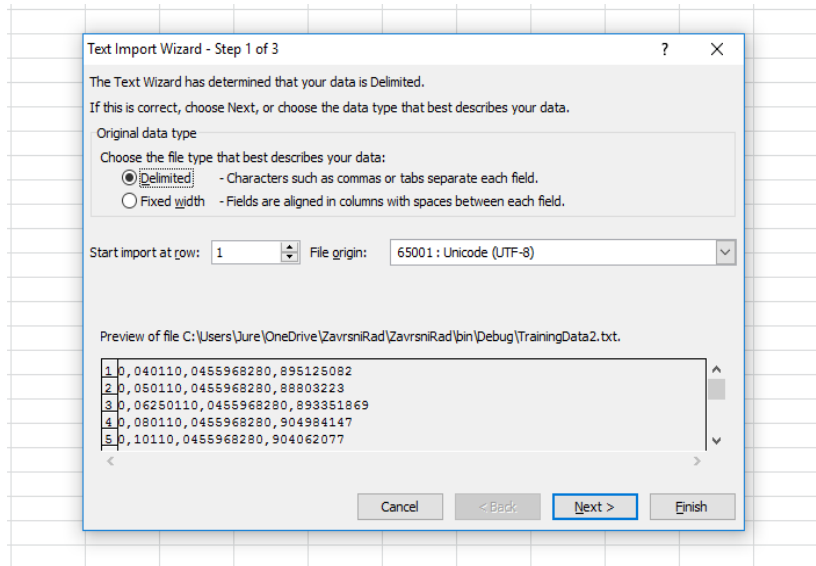 Text Import Wizard - Step 1 of 3
?
The Text Wizard has determined that your data is Delimited.
If this is correct, choose Next, or choose the data type that best describes your data.
Original data type
Choose the file type that best describes your data:
Delimited - Characters such as commas or tabs separate each field.
Fixed width - Fields are aligned in columns with spaces between each field.
Start import at row: 1 File origin: 65001 : Unicode (UTF-8)
Preview of file C:\Users\Jure\OneDrive\ZavrsniRad\ZavrsniRad\bin\Debug\TrainingData2.txt.
1 0,040110,0455968280,895125082
2 0,050110,0455968280,88803223
3 0,06250110,0455968280,893351869
4 0,080110,0455968280,904984147
5 0,10110,0455968280,904062077
Cancel < Back Next > Finish